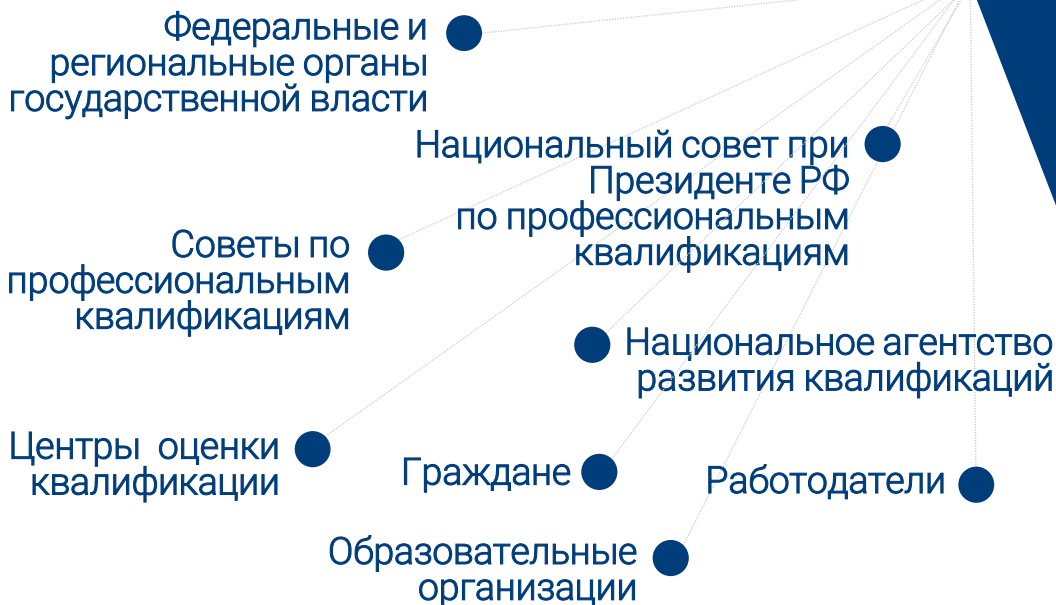 Федеральные и
региональные органы
государственной власти
Национальный совет при
Президенте РФ
по профессиональным
квалификациям
Советы по
профессиональным
квалификациям
Национальное агентство
развития квалификаций
Центры оценки
квалификации
Граждане
Работодатели
Образовательные
организации